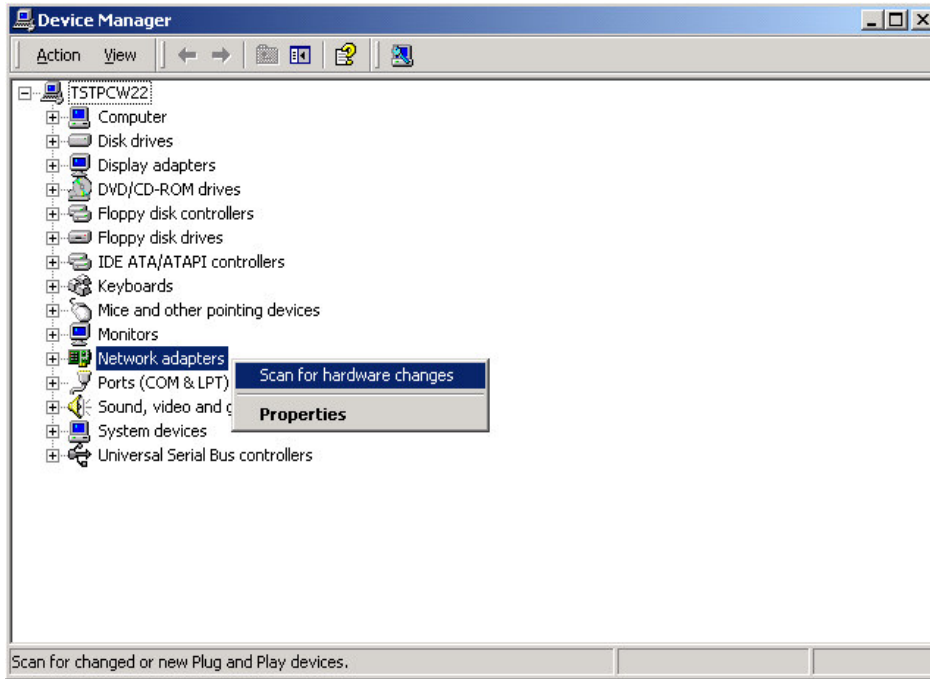 Device Manager
Action View
TSTPCW22
Computer
Disk drives
Display adapters
DVD/CD-ROM drives
Floppy disk controllers
Floppy disk drives
IDE ATA/ATAPI controllers
Keyboards
Mice and other pointing devices
Monitors
Network adapters
Scan for hardware changes
Ports (COM & LPT)
Sound, video and g
Properties
System devices
Universal Serial Bus controllers
Scan for changed or new Plug and Play devices.